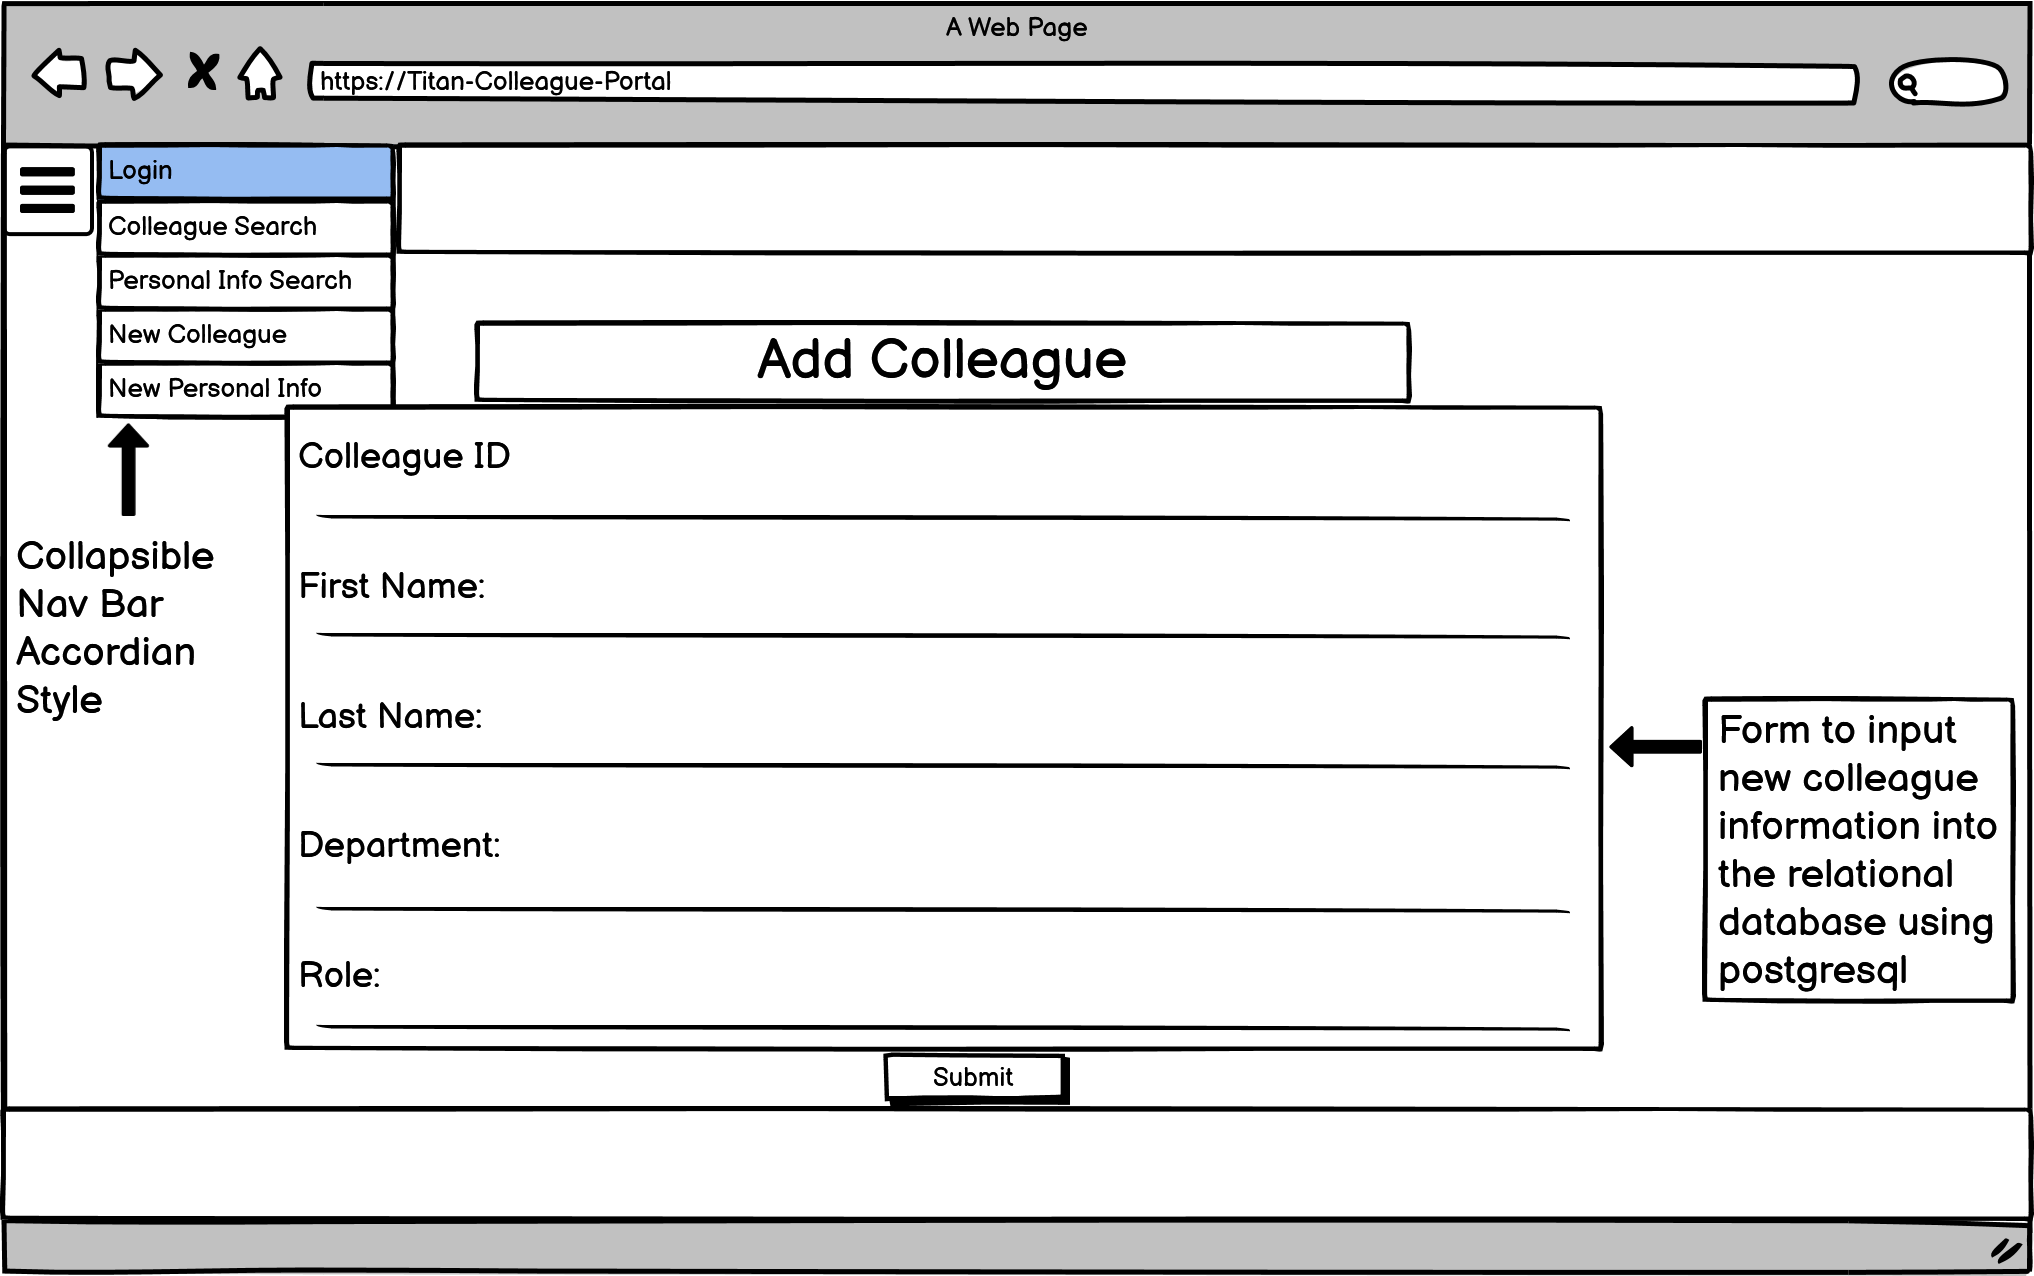 A Web Page
https://Titan-Colleague-Portal
Login
Colleague Search
Personal Info Search
New Colleague
New Personal Info
Add Colleague
Colleague ID
First Name:
Last Name:
Department:
Role:
Submit
Collapsible
Nav Bar
Accordian
Style
Form to input
new colleague
information into
the relational
database using
postgresql